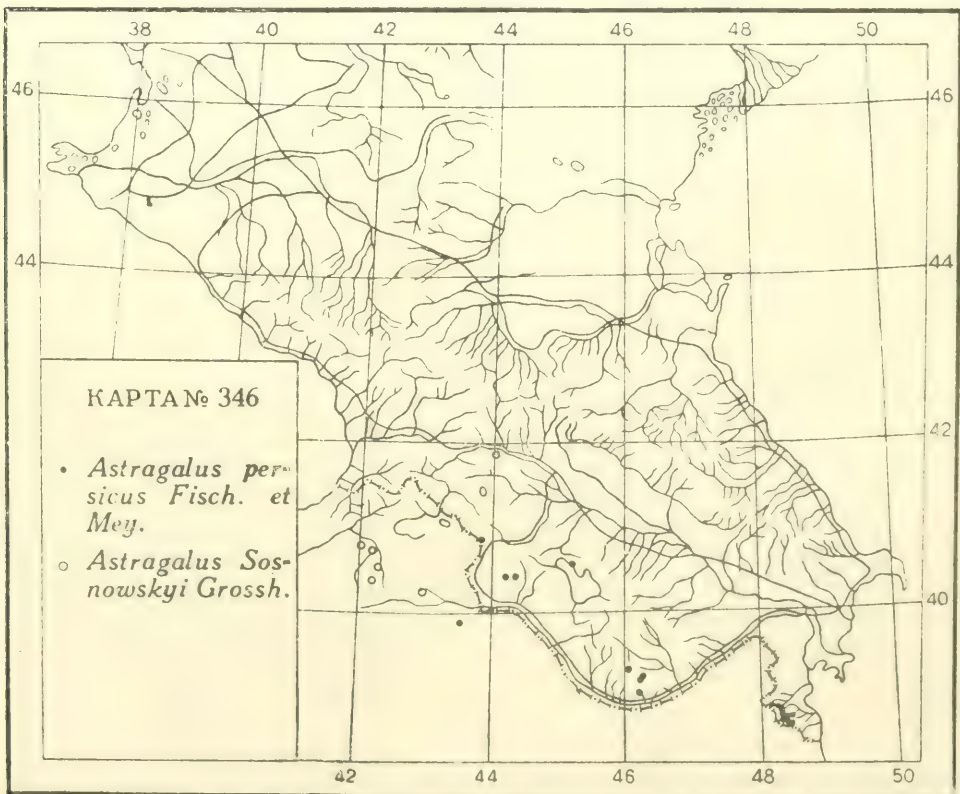 38 40 42 44 46 48 50
46 46
44 44
КАРТА № 346
42
Astragalus per-
sicus Fisch. et
Mey.
Astragalus Sos-
nowskyi Grossh.
40
42 44 46 48 50